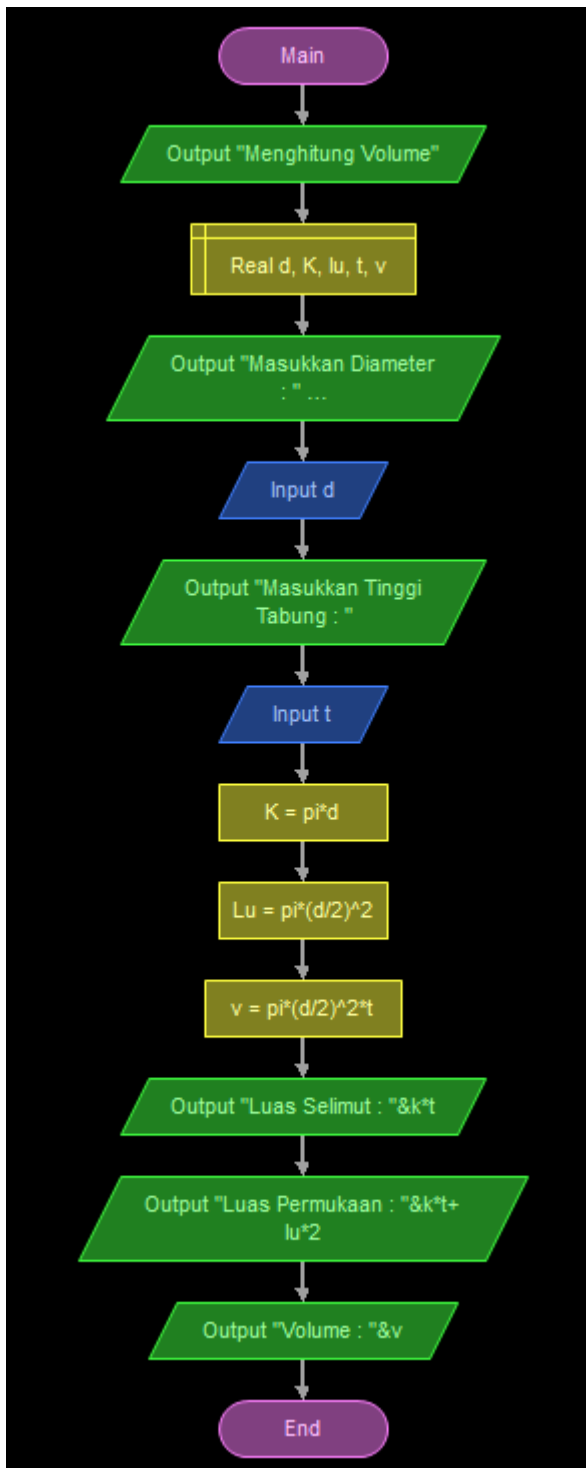 Main
Output "Menghitung Volume"
Real d, K, lu, t, v
Output "Masukkan Diameter
: " ...
Input d
Output "Masukkan Tinggi
Tabung : "
Input t
K = pi*d
Lu = pi*(d/2)^2
v = pi*(d/2)^2*t
Output "Luas Selimut : "&k*t
Output "Luas Permukaan : "&k*t+
lu*2
Output "Volume : "&v
End